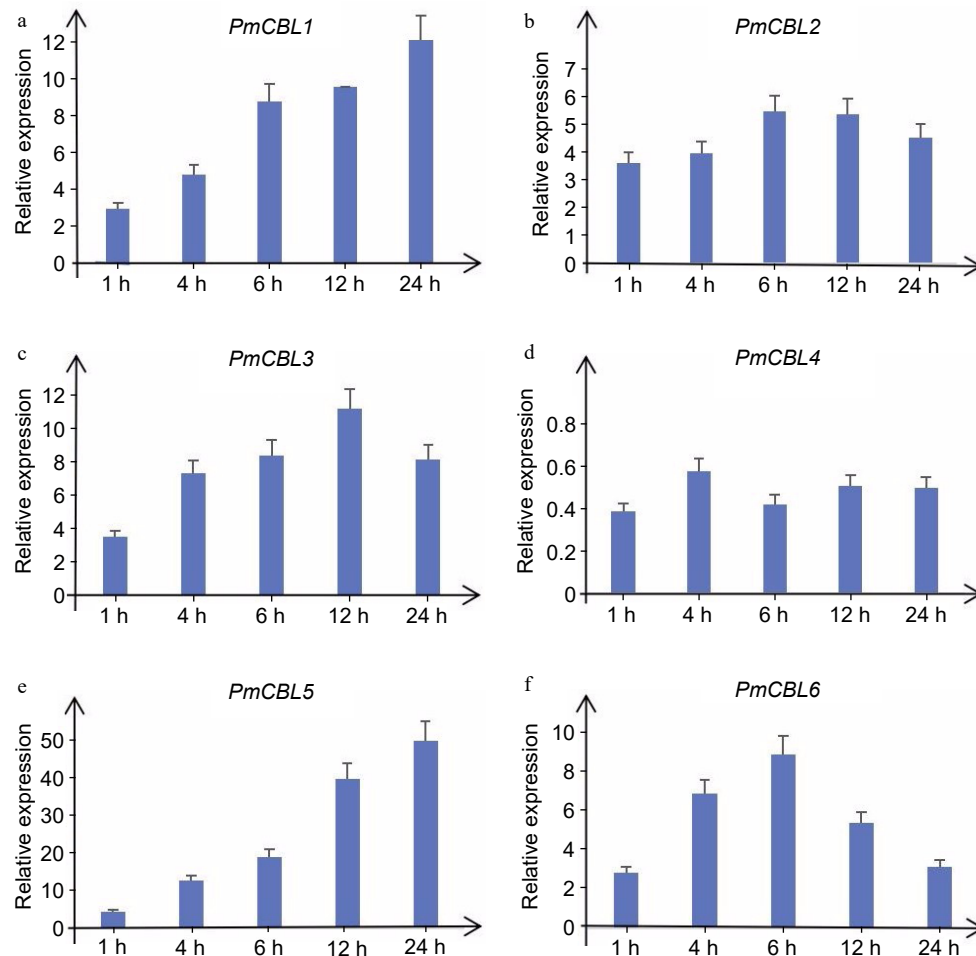 a
PmCBL1
Relative expression
12
10
8
6
4
2
0
1 h 4 h 6 h 12 h 24 h
b
PmCBL2
Relative expression
7
6
5
4
3
2
1
0
1 h 4 h 6 h 12 h 24 h
c
PmCBL3
Relative expression
12
10
8
6
4
2
0
1 h 4 h 6 h 12 h 24 h
d
PmCBL4
Relative expression
0.8
0.6
0.4
0.2
0
1 h 4 h 6 h 12 h 24 h
e
PmCBL5
Relative expression
50
40
30
20
10
0
1 h 4 h 6 h 12 h 24 h
f
PmCBL6
Relative expression
10
8
6
4
2
0
1 h 4 h 6 h 12 h 24 h